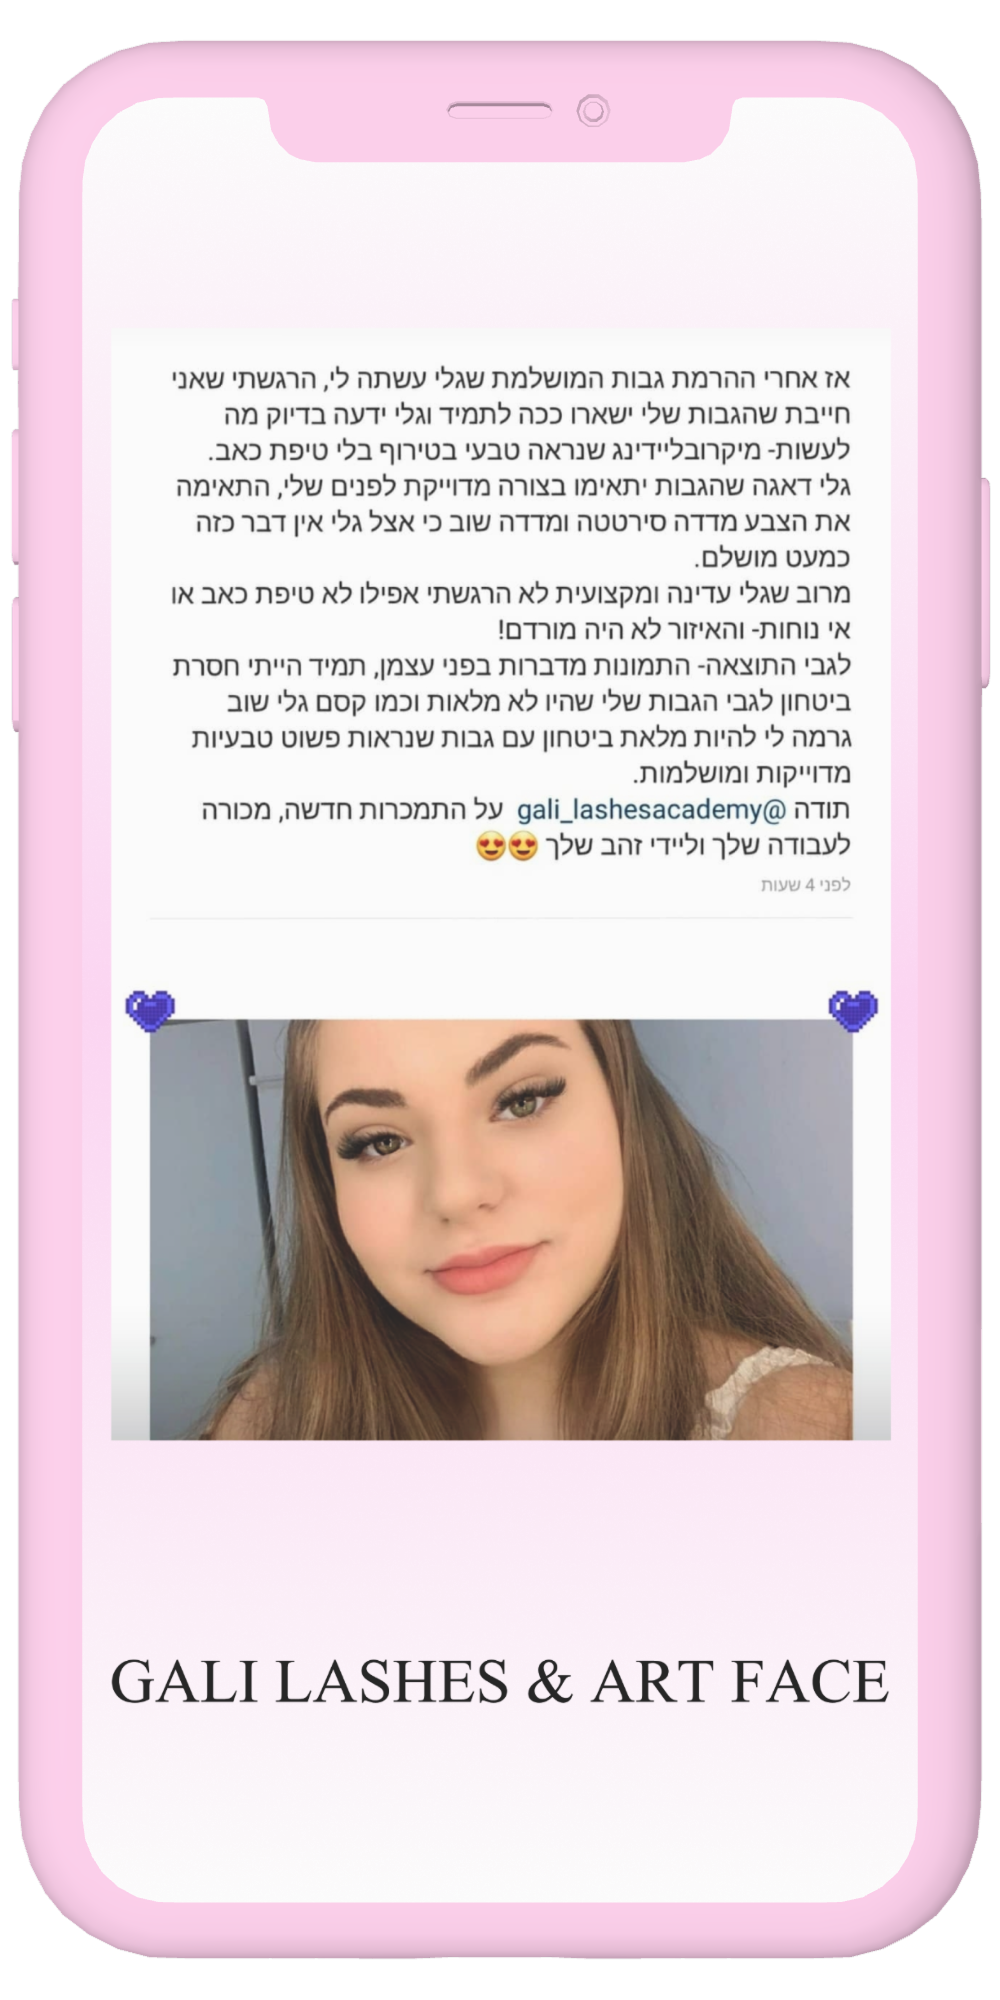 אז אחרי ההרמת גבות המושלמת שגלי עשתה לי, הרגשתי שאני
חייבת שהגבות שלי ישארו ככה לתמיד וגלי ידעה בדיוק מה
לעשות- מיקרובליידינג שנראה טבעי בטירוף בלי טיפת כאב.
גלי דאגה שהגבות יתאימו בצורה מדוייקת לפנים שלי, התאימה
את הצבע מדדה סירטטה ומדדה שוב כי אצל גלי אין דבר כזה
כמעט מושלם.
מרוב שגלי עדינה ומקצועית לא הרגשתי אפילו לא טיפת כאב או
אי נוחות- והאיזור לא היה מורדם!
לגבי התוצאה- התמונות מדברות בפני עצמן, תמיד הייתי חסרת
ביטחון לגבי הגבות שלי שהיו לא מלאות וכמו קסם גלי שוב
גרמה לי להיות מלאת ביטחון עם גבות שנראות פשוט טבעיות
מדוייקות ומושלמות.
תודה @gali_lashesacademy על התמכרות חדשה, מכורה
לעבודה שלך וליידי זהב שלך 😍😍
לפני 4 שעות
GALI LASHES & ART FACE